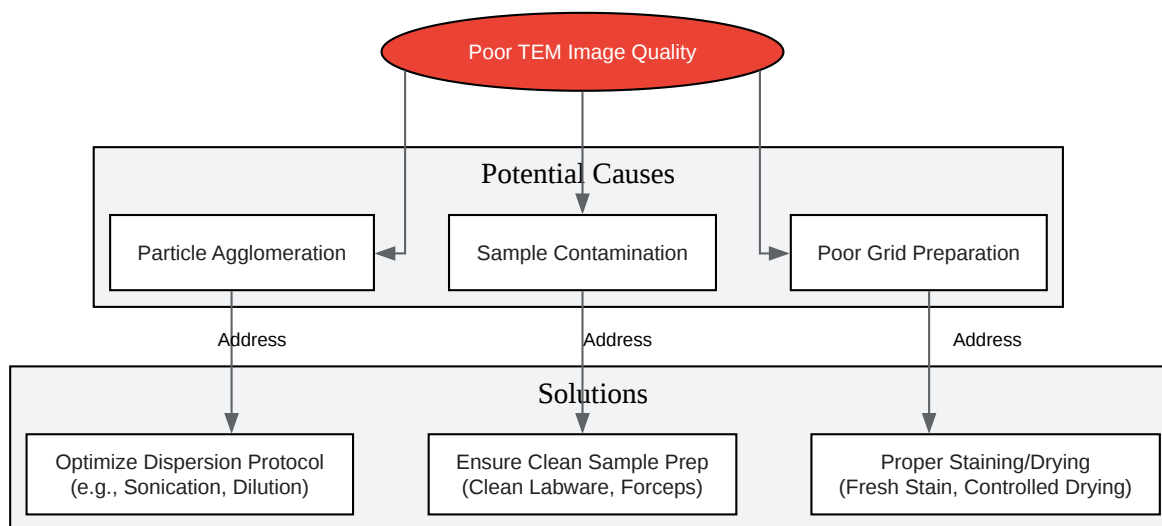 Poor TEM Image Quality
Potential Causes
Particle Agglomeration
Sample Contamination
Poor Grid Preparation
Address
Address
Address
Solutions
Optimize Dispersion Protocol
(e.g., Sonication, Dilution)
Ensure Clean Sample Prep
(Clean Labware, Forceps)
Proper Staining/Drying
(Fresh Stain, Controlled Drying)